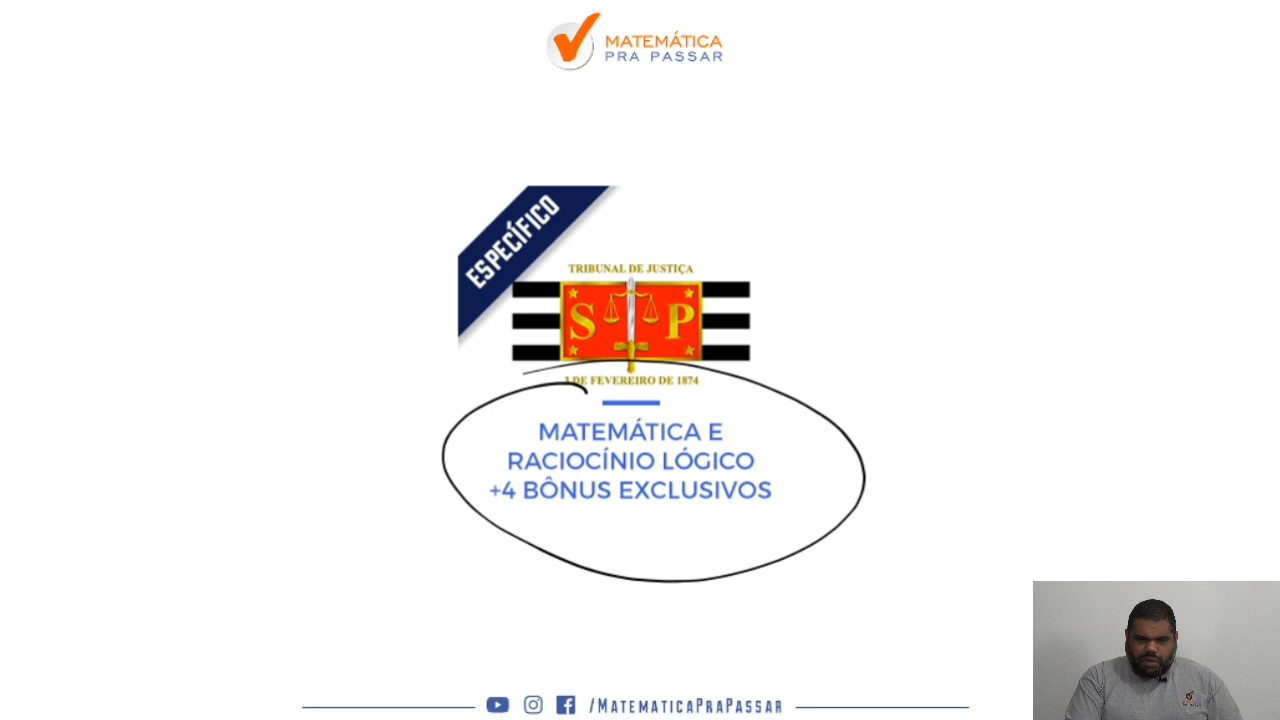 MATEMÁTICA
PRA PASSAR
ESPECÍFICO
TRIBUNAL DE JUSTIÇA
S P
3 DE FEVEREIRO DE 1874
MATEMÁTICA E
RACIOCÍNIO LÓGICO
+4 BÔNUS EXCLUSIVOS
/MATEMATICAPRAPASSAR